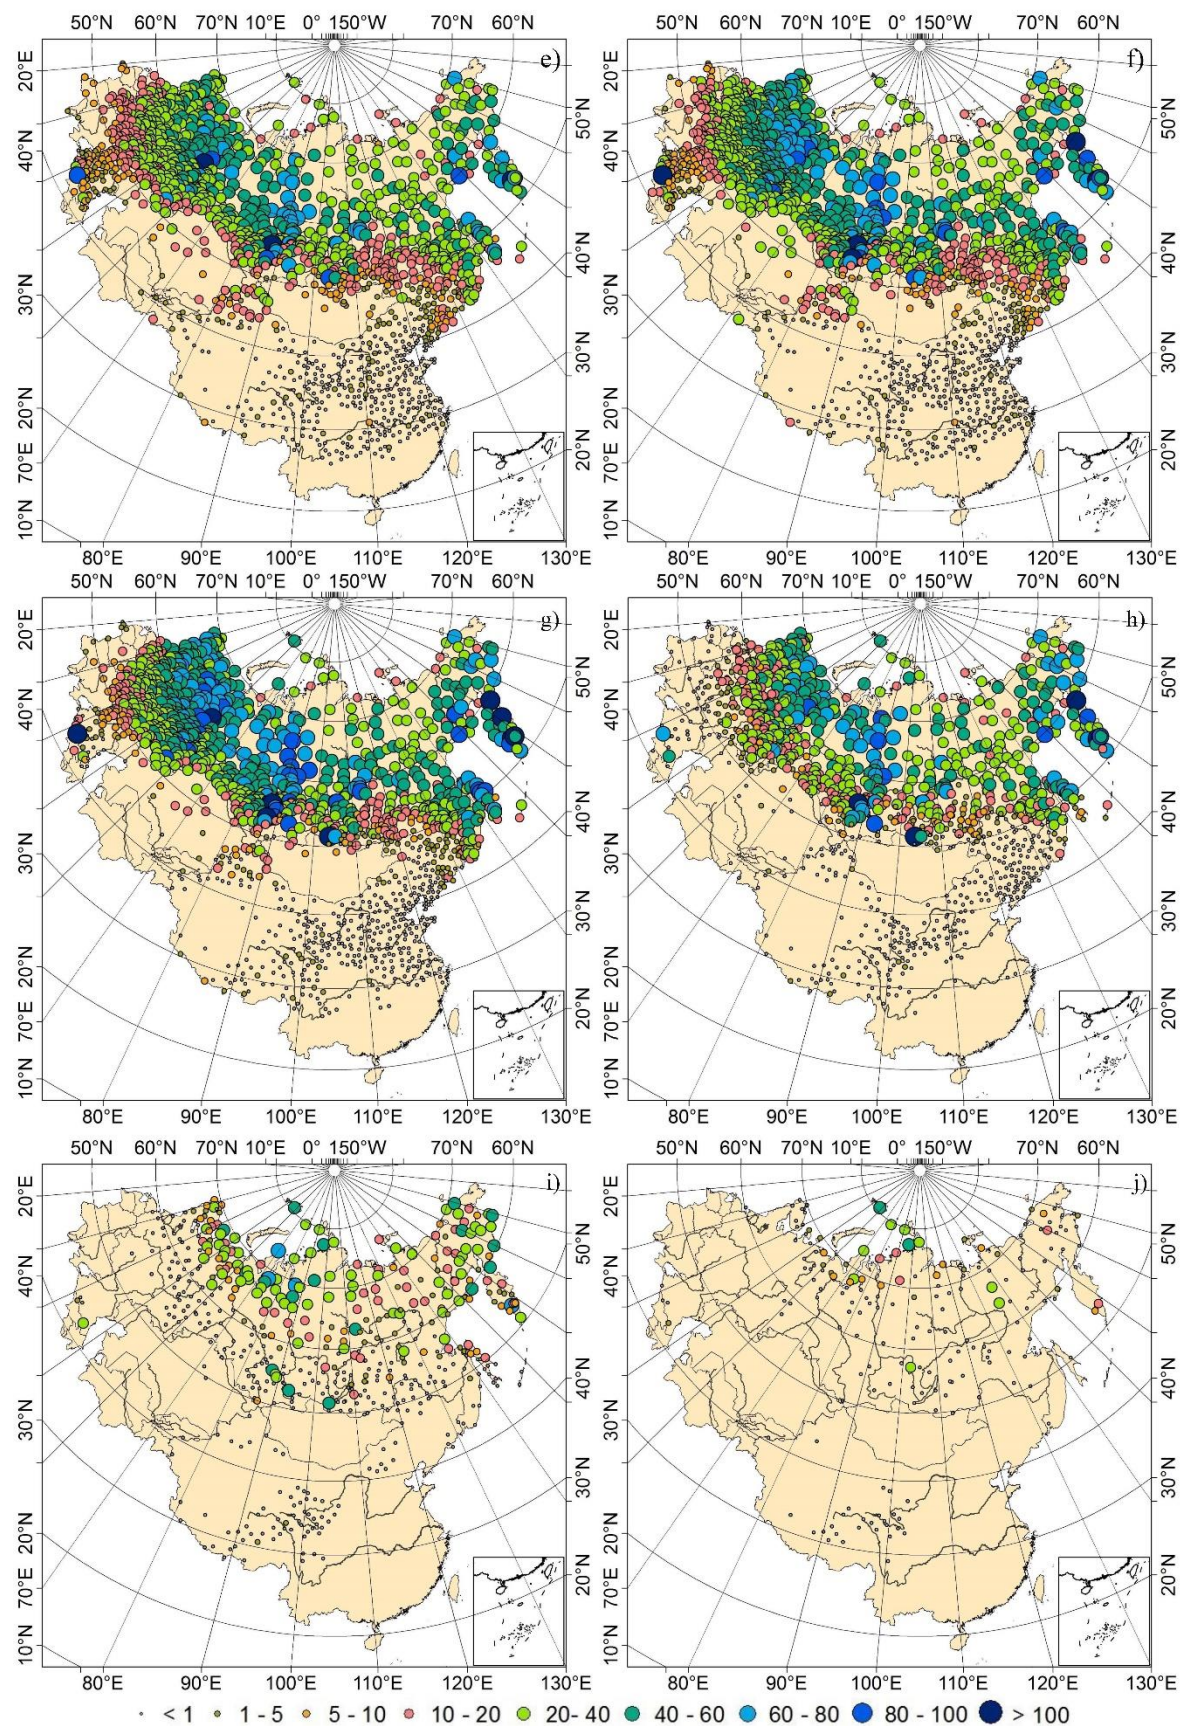 50°N 60°N 70°N 10°E 0° 150°W 70°N 60°N
50°N 60°N 70°N 10°E 0° 150°W 70°N 60°N
e)
f)
20°E 50°N 20°E 50°N
40°N 40°N 40°N 40°N
30°N 30°N 30°N 30°N
20°N 20°N 20°N 20°N
70°E 70°E
10°N 10°N
80°E 90°E 100°E 110°E 120°E 130°E
80°E 90°E 100°E 110°E 120°E 130°E
50°N 60°N 70°N 10°E 0° 150°W 70°N 60°N
50°N 60°N 70°N 10°E 0° 150°W 70°N 60°N
g)
h)
20°E 50°N 20°E 50°N
40°N 40°N 40°N 40°N
30°N 30°N 30°N 30°N
20°N 20°N 20°N 20°N
70°E 70°E
10°N 10°N
80°E 90°E 100°E 110°E 120°E 130°E
80°E 90°E 100°E 110°E 120°E 130°E
50°N 60°N 70°N 10°E 0° 150°W 70°N 60°N
50°N 60°N 70°N 10°E 0° 150°W 70°N 60°N
i)
j)
20°E 50°N 20°E 50°N
40°N 40°N 40°N 40°N
30°N 30°N 30°N 30°N
20°N 20°N 20°N 20°N
70°E 70°E
10°N 10°N
80°E 90°E 100°E 110°E 120°E 130°E
80°E 90°E 100°E 110°E 120°E 130°E
< 1 1 - 5 5 - 10 10 - 20 20- 40 40 - 60 60 - 80 80 - 100 > 100